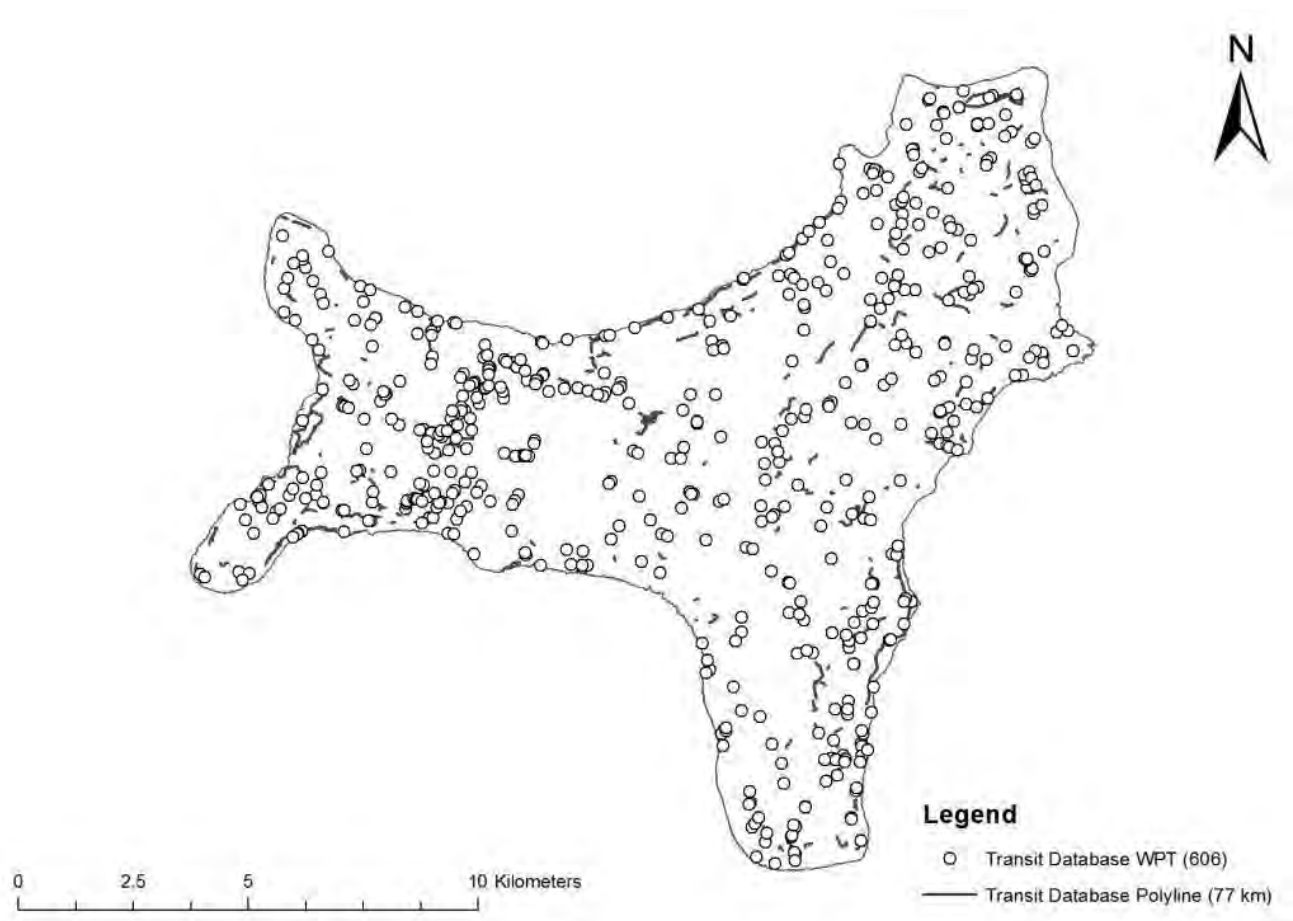 N
Legend
Transit Database WPT (606)
Transit Database Polyline (77 km)
0 2.5 5 10 Kilometers